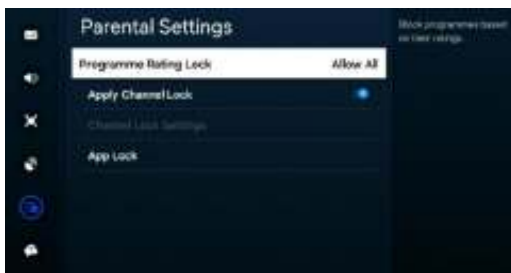 Parental Settings
Block programmes based
on their ratings.
Programme Rating Lock Allow All
Apply Channel Lock
Channel Lock Settings
App Lock